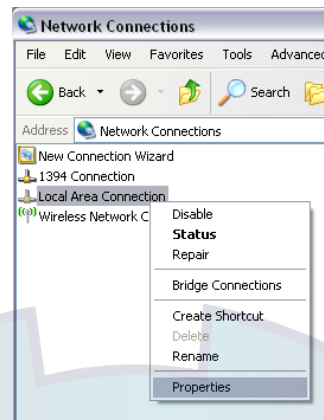 Network Connections
File Edit View Favorites Tools Advanced
Back Search
Address Network Connections
New Connection Wizard
1394 Connection
Local Area Connection
Wireless Network C
Disable
Status
Repair
Bridge Connections
Create Shortcut
Delete
Rename
Properties